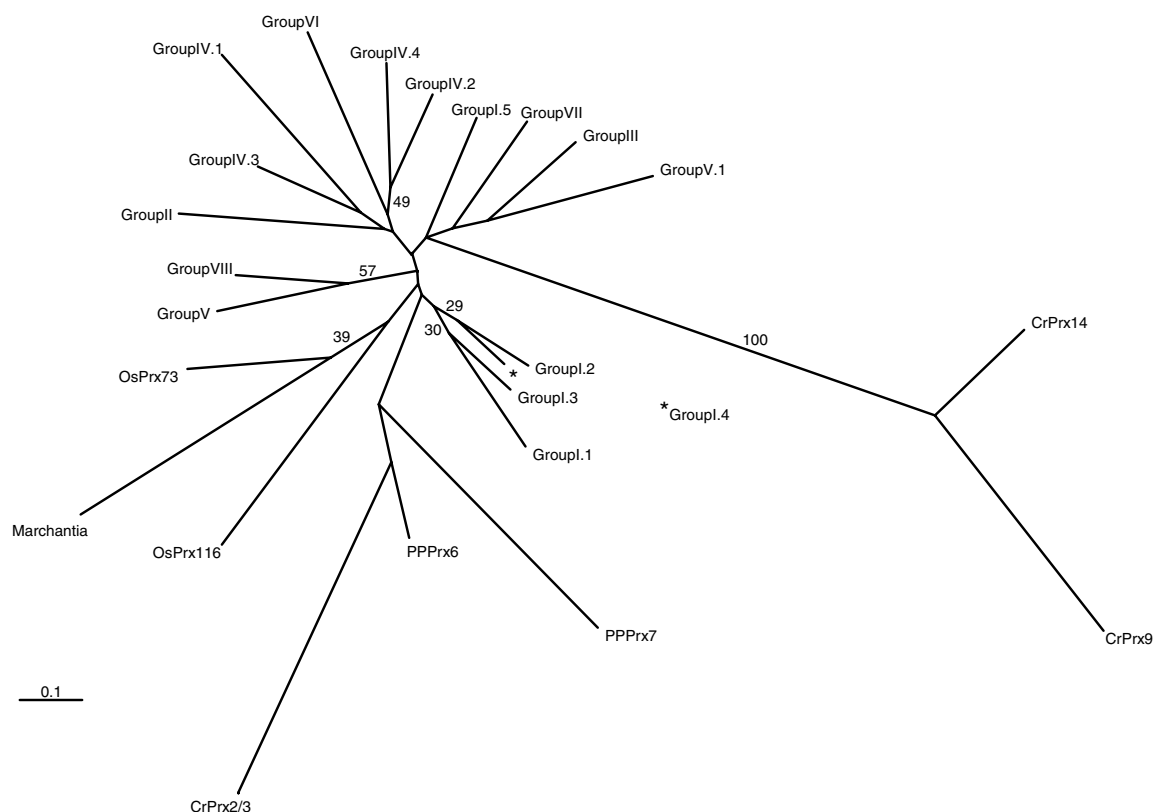 GroupVI
GroupIV.1
GroupIV.4
GroupIV.2
GroupI.5
GroupVII
GroupIII
GroupIV.3
GroupV.1
49
GroupII
GroupVIII
57
GroupV
29
30
39
100
CrPrx14
OsPrx73
GroupI.2
*
GroupI.3
*GroupI.4
GroupI.1
Marchantia
OsPrx116
PPPrx6
PPPrx7
CrPrx9
0.1
CrPrx2/3